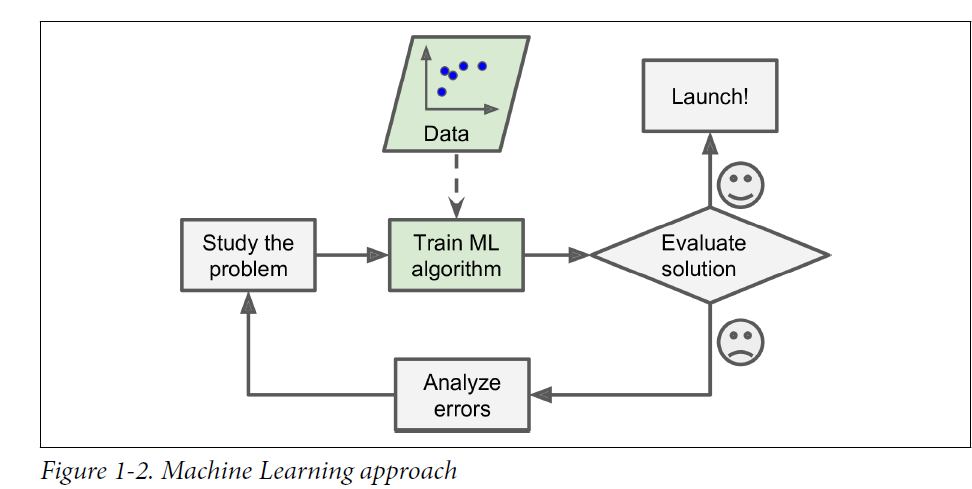 Data
Launch!
Study the
problem
Train ML
algorithm
Evaluate
solution
Analyze
errors
Figure 1-2. Machine Learning approach